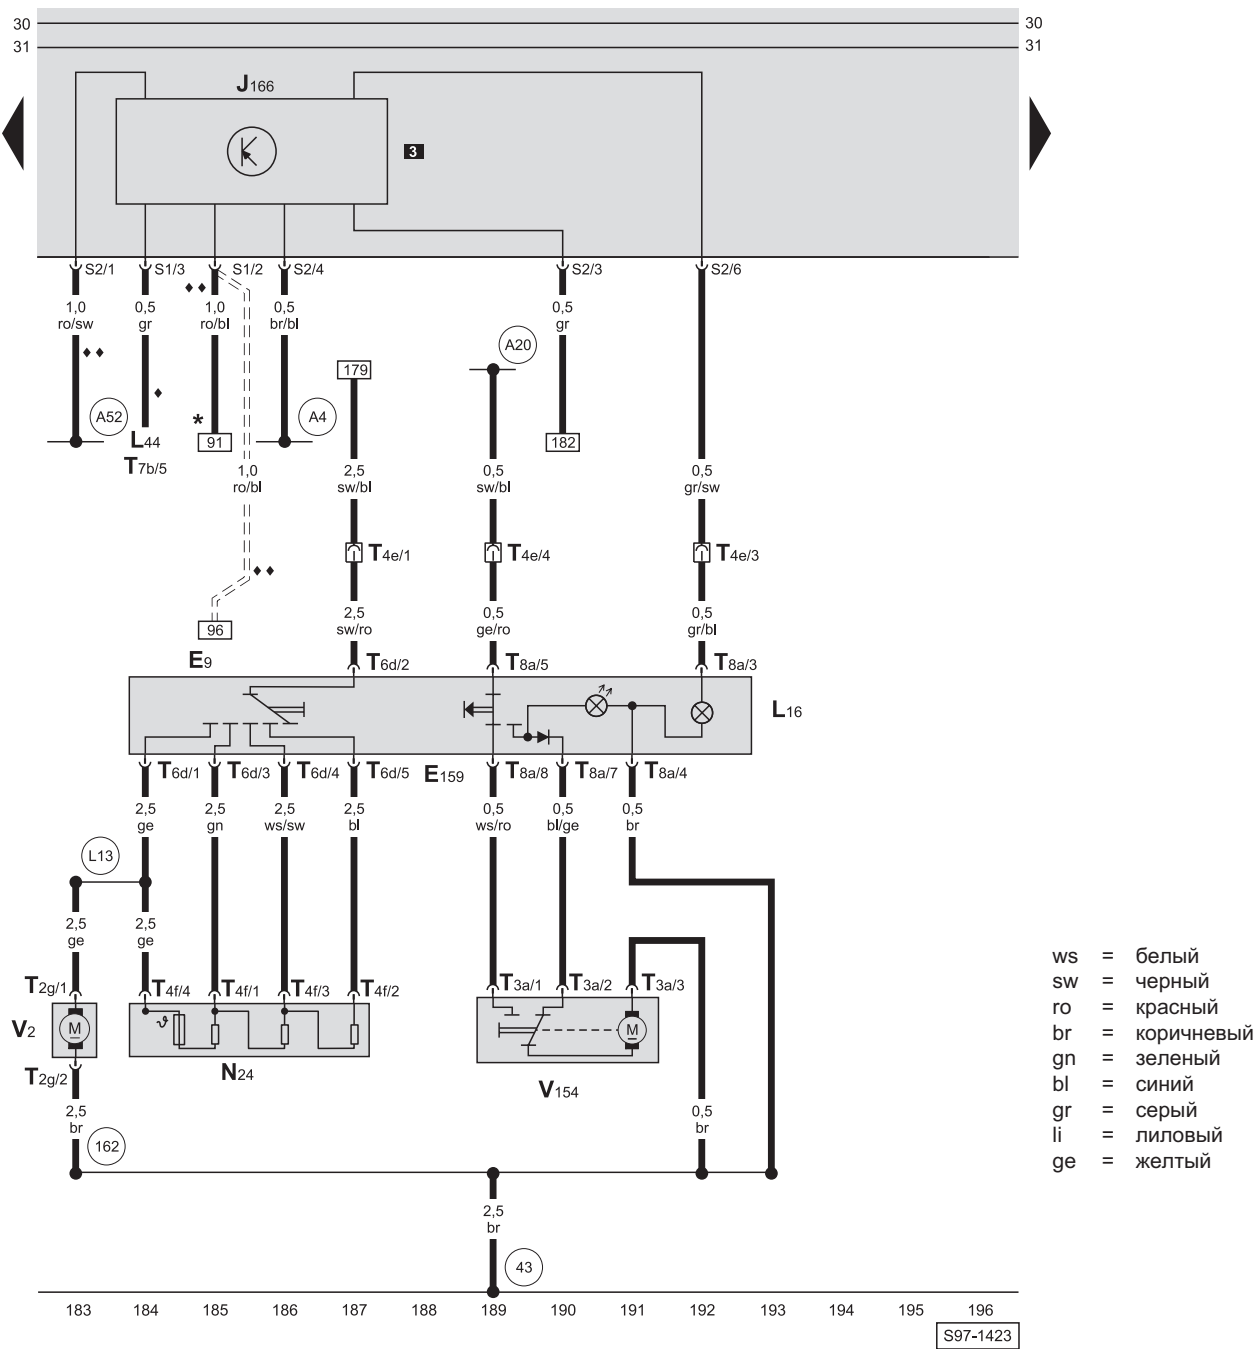 30 30
31 31
J166
3
S2/1 S1/3 S1/2 S2/4 S2/3 S2/6
1,0 0,5 1,0 0,5 0,5
ro/sw gr ro/bl br/bl gr
A20
179
A52 * A4
L44 91 182
T7b/5
1,0 2,5 0,5 0,5
ro/bl sw/bl sw/bl gr/sw
T4e/1 T4e/4 T4e/3
2,5 0,5 0,5
96 sw/ro ge/ro gr/bl
E9 T6d/2 T8a/5 T8a/3
L16
T6d/1 T6d/3 T6d/4 T6d/5 E159 T8a/8 T8a/7 T8a/4
2,5 2,5 2,5 2,5 0,5 0,5 0,5
ge gn ws/sw bl ws/ro bl/ge br
L13
2,5 2,5
ge ge
T2g/1 T4f/4 T4f/1 T4f/3 T4f/2 T3a/1 T3a/2 T3a/3
V2 M ϑ M
N24
T2g/2
V154
2,5 0,5
br br
162
2,5
br
43
183 184 185 186 187 188 189 190 191 192 193 194 195 196
S97-1423
ws = белый
sw = черный
ro = красный
br = коричневый
gn = зеленый
bl = синий
gr = серый
li = лиловый
ge = желтый